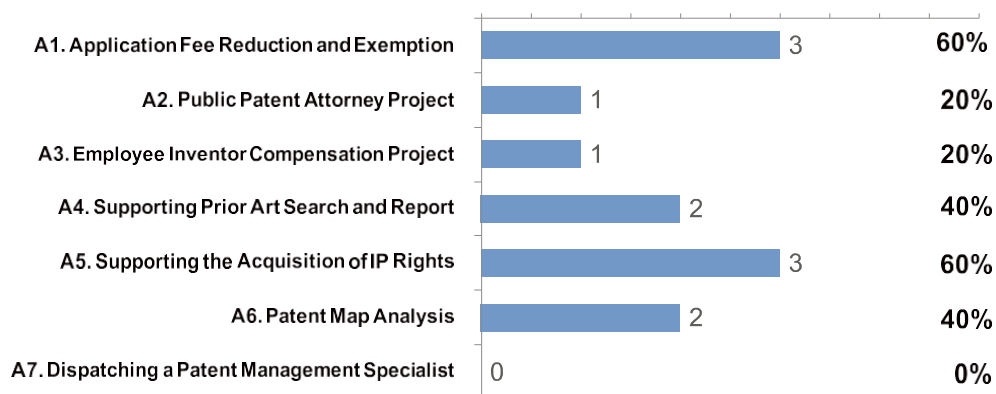 A1. Application Fee Reduction and Exemption 3 60%
A2. Public Patent Attorney Project 1 20%
A3. Employee Inventor Compensation Project 1 20%
A4. Supporting Prior Art Search and Report 2 40%
A5. Supporting the Acquisition of IP Rights 3 60%
A6. Patent Map Analysis 2 40%
A7. Dispatching a Patent Management Specialist 0 0%